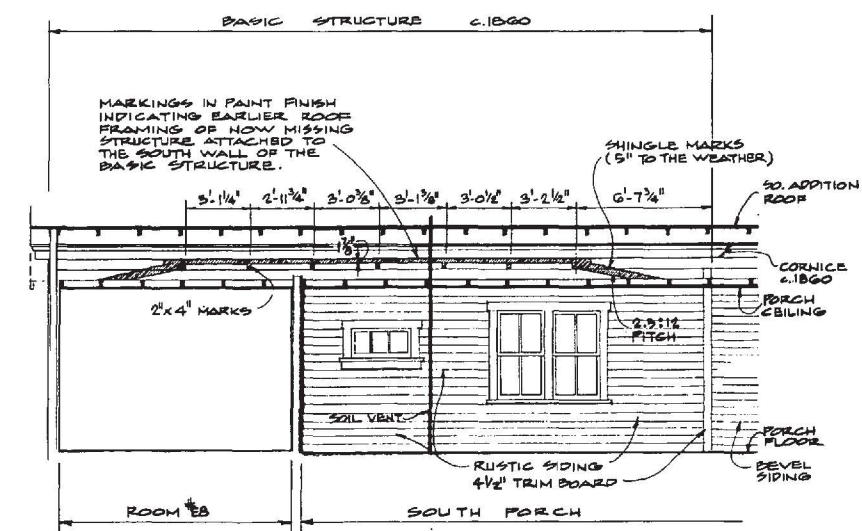 BASIC STRUCTURE c.1860
MARKINGS IN PAINT FINISH
INDICATING EARLIER ROOF
FRAMING OF NOW MISSING
STRUCTURE ATTACHED TO
THE SOUTH WALL OF THE
BASIC STRUCTURE.
SHINGLE MARKS
(5" TO THE WEATHER)
SO. ADDITION
ROOF
3'-1¼" 2'-11¾" 3'-0⅜" 3'-1⅜" 3'-0½" 3'-2½" 6'-7¾"
1⅞"
CORNICE
c.1860
2"x4" MARKS
PORCH
CEILING
2.3:12
PITCH
SOIL VENT
PORCH
FLOOR
RUSTIC SIDING
4½" TRIM BOARD
BEVEL
SIDING
ROOM #E8
SOUTH PORCH